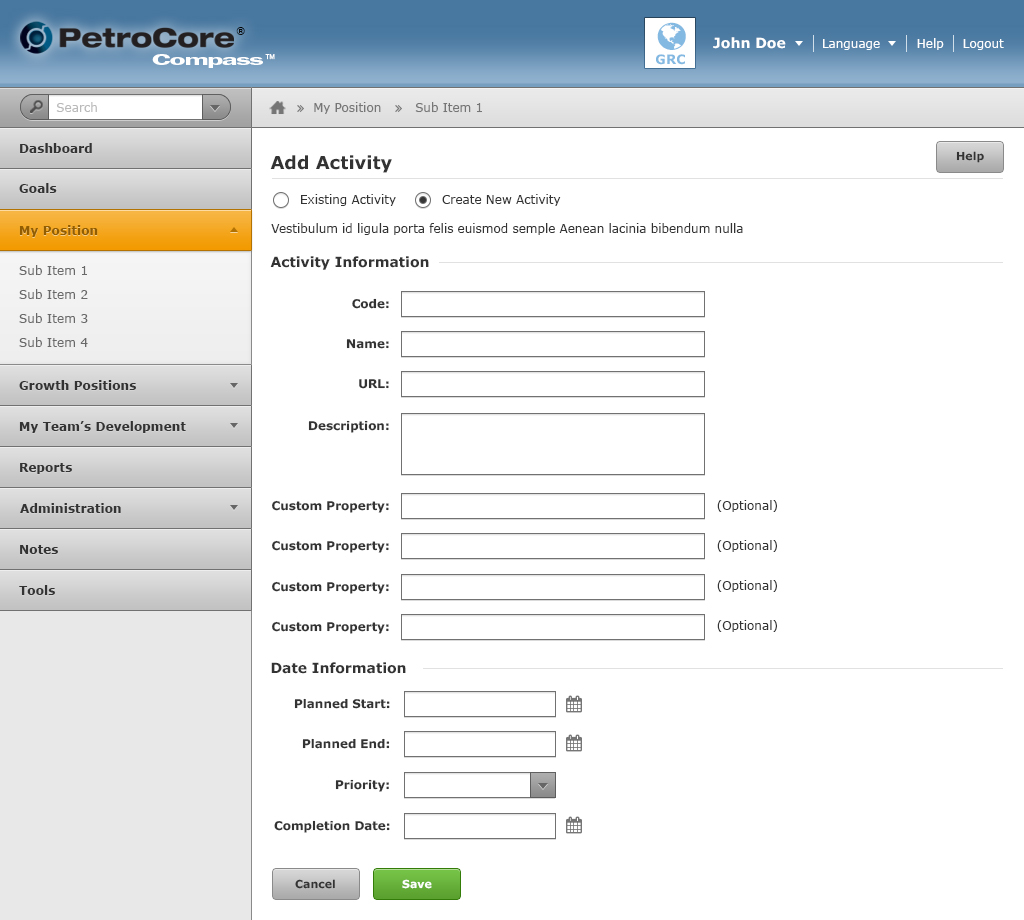 PetroCore®
Compass™
GRC
John Doe
Language
Help
Logout
Search
» My Position » Sub Item 1
Dashboard
Goals
My Position
Sub Item 1
Sub Item 2
Sub Item 3
Sub Item 4
Growth Positions
My Team’s Development
Reports
Administration
Notes
Tools
Add Activity
Help
Existing Activity
Create New Activity
Vestibulum id ligula porta felis euismod semple Aenean lacinia bibendum nulla
Activity Information
Code:
Name:
URL:
Description:
Custom Property: (Optional)
Custom Property: (Optional)
Custom Property: (Optional)
Custom Property: (Optional)
Date Information
Planned Start:
Planned End:
Priority:
Completion Date:
Cancel
Save